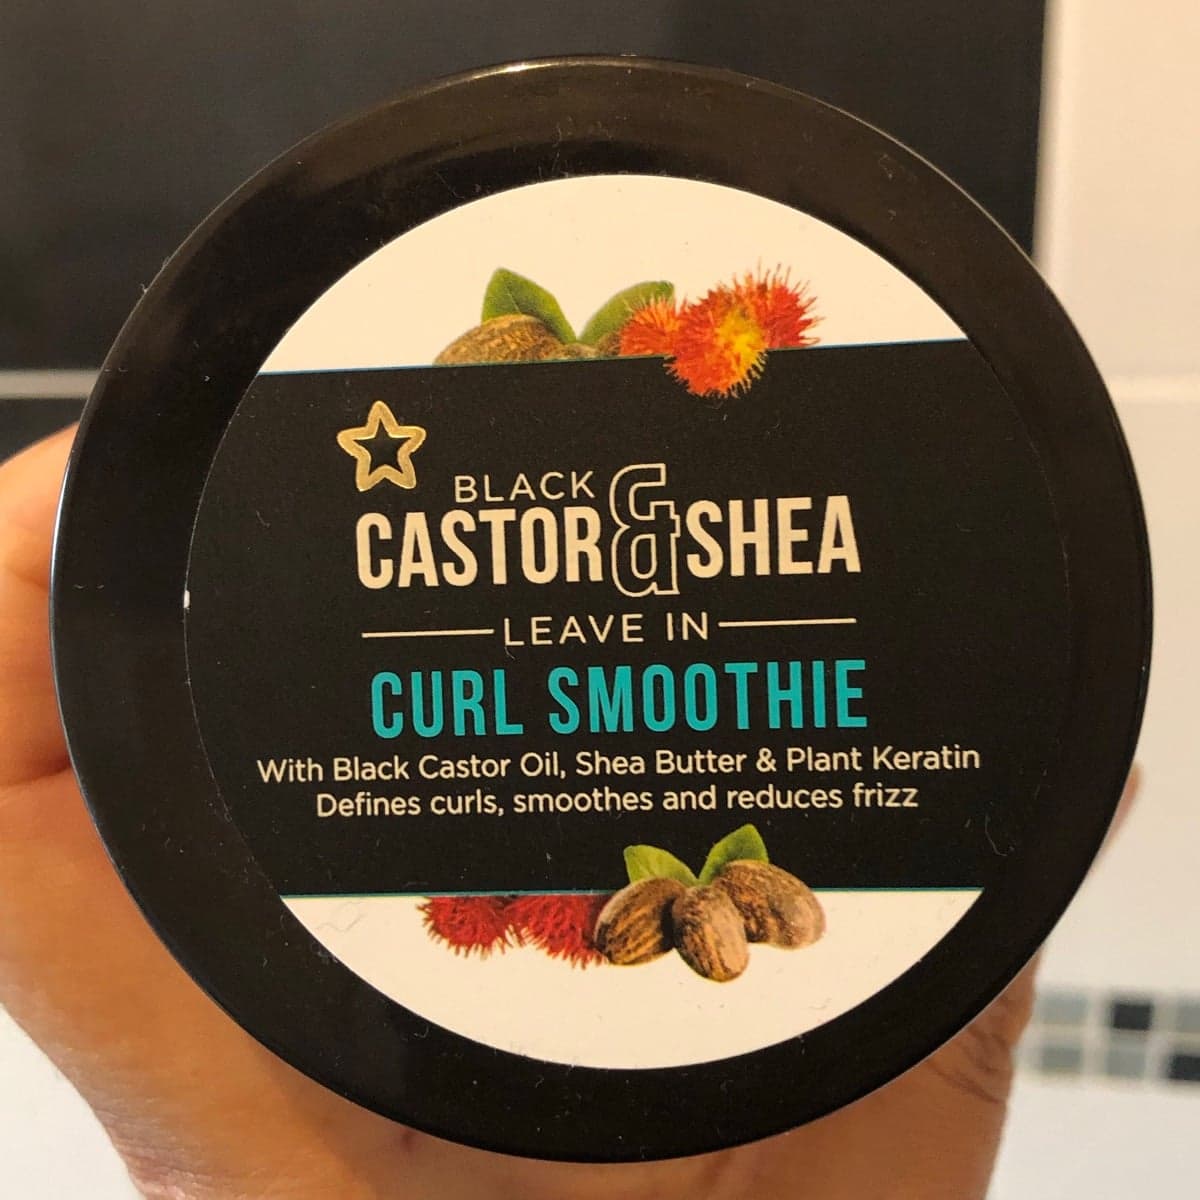 BLACK
CASTOR & SHEA
LEAVE IN
CURL SMOOTHIE
With Black Castor Oil, Shea Butter & Plant Keratin
Defines curls, smoothes and reduces frizz